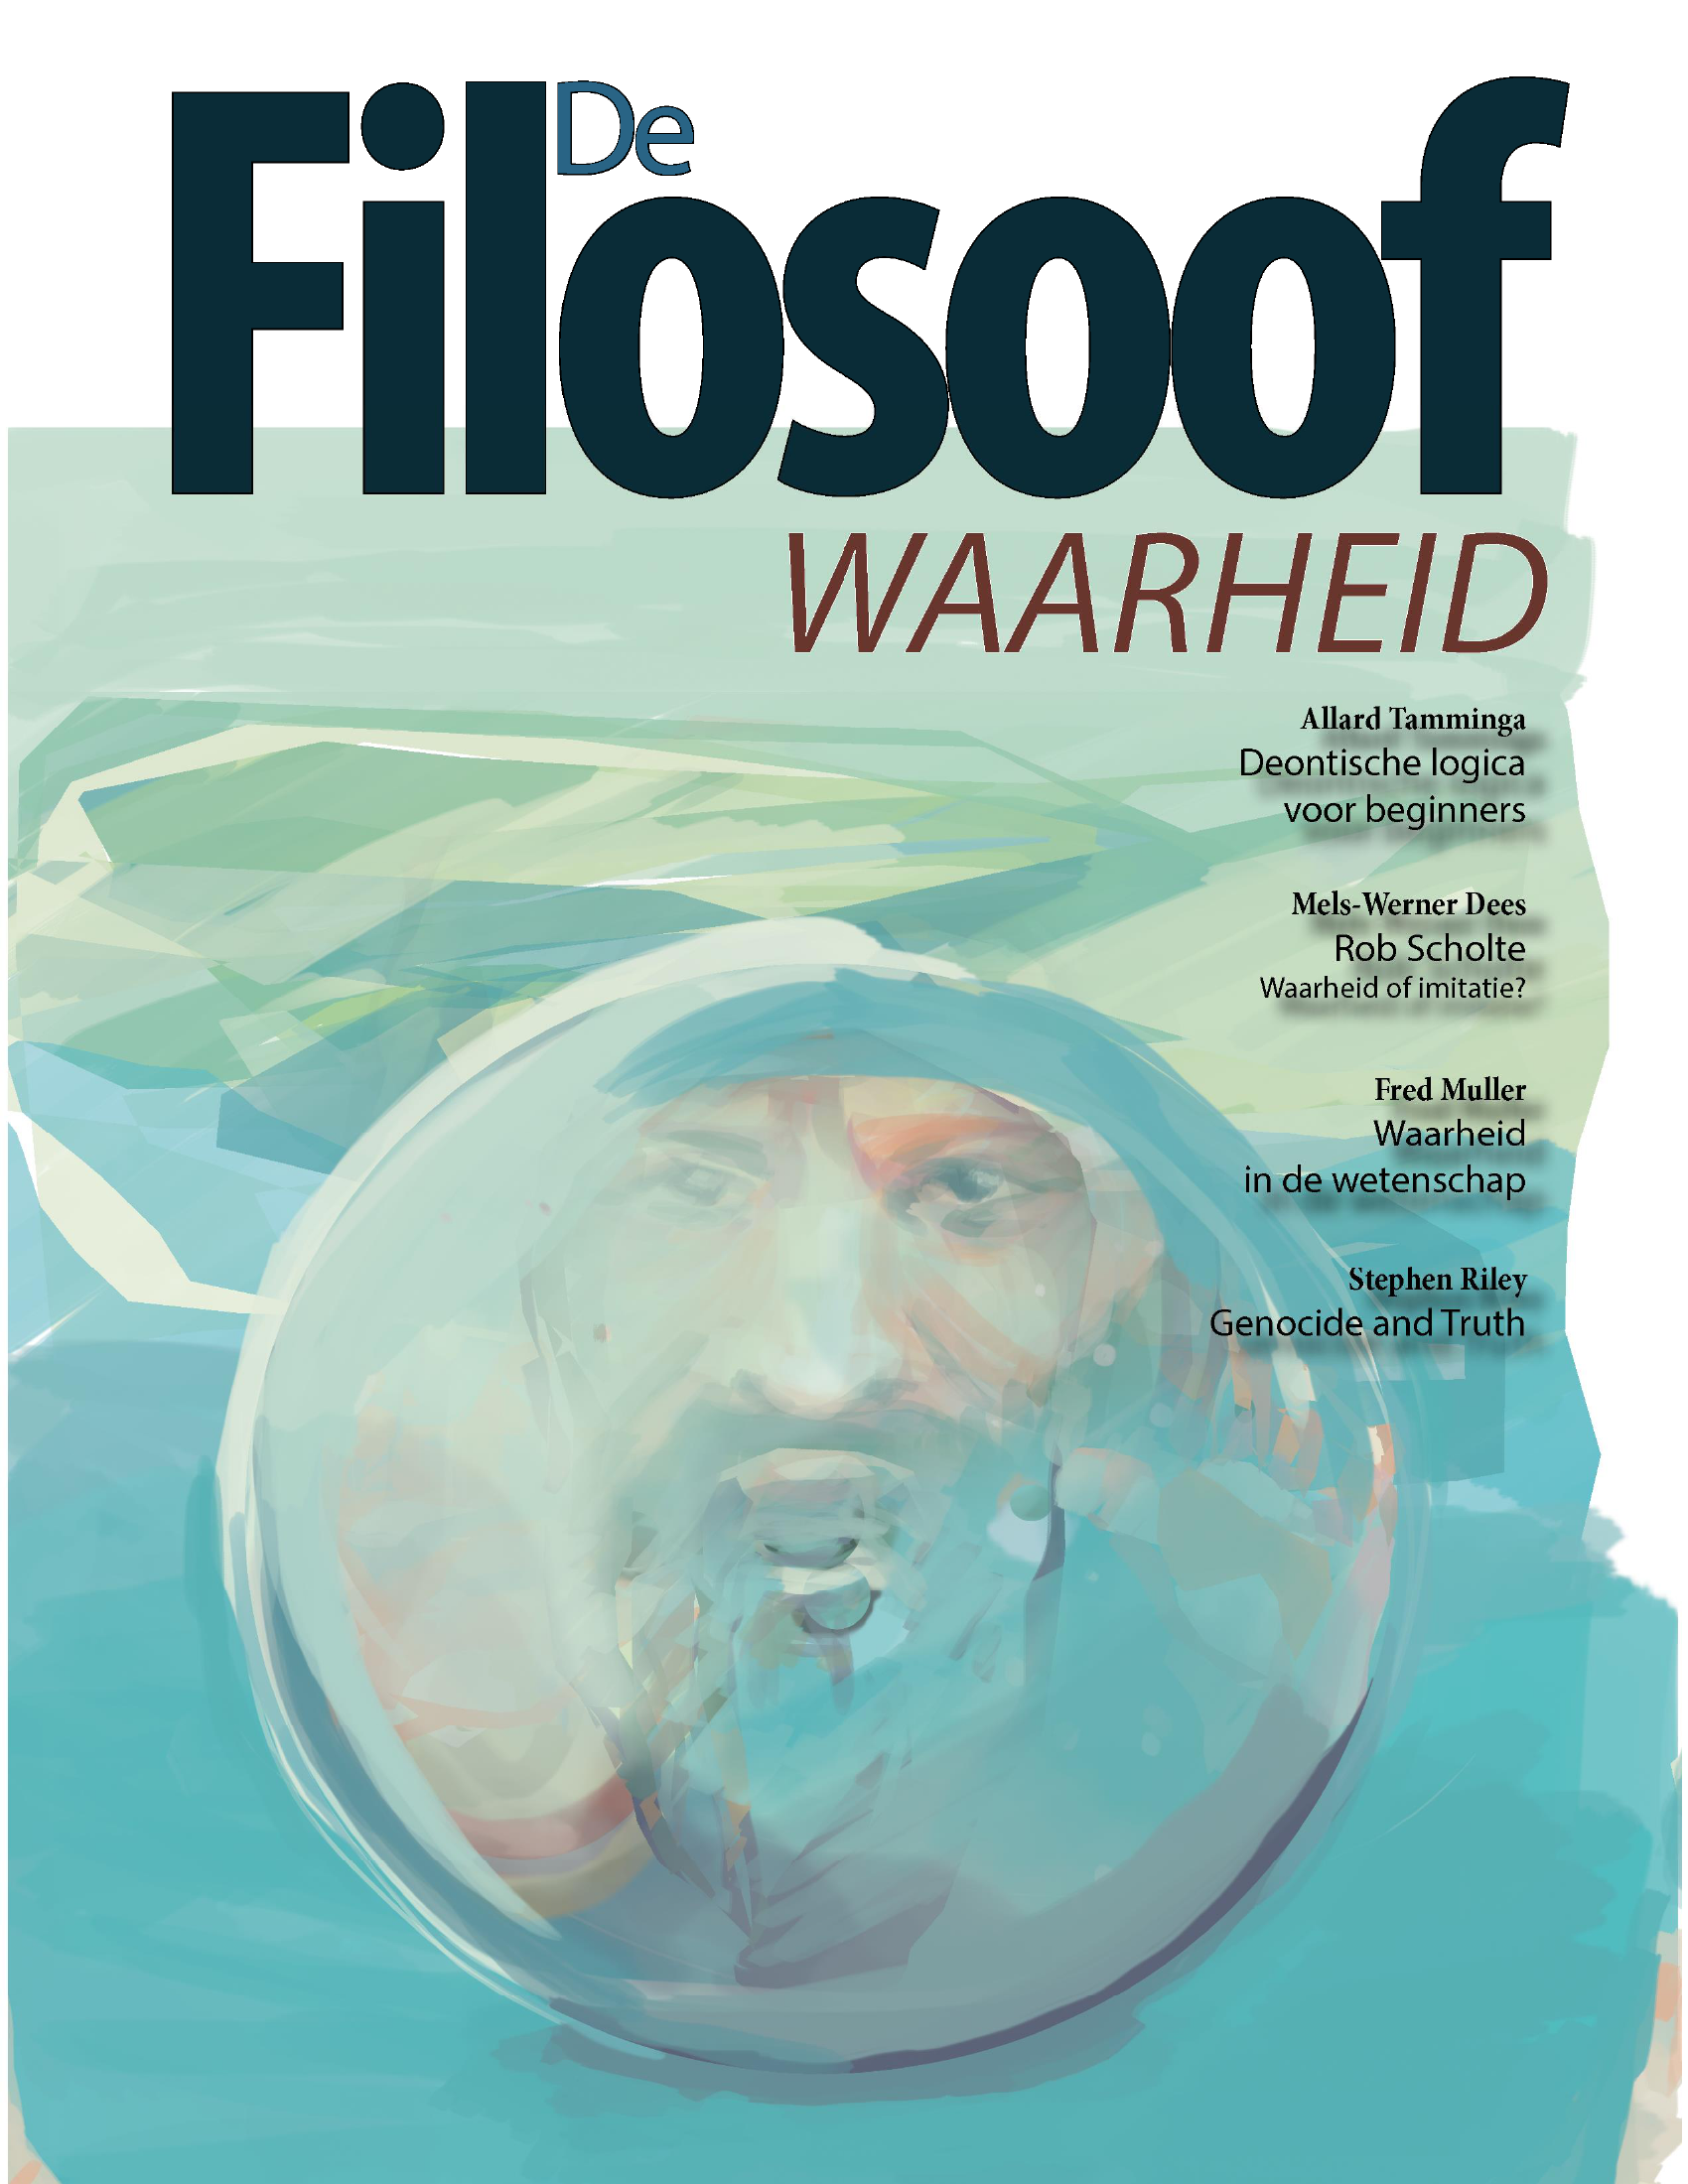 De
Filosoof
WAARHEID
Allard Tamminga
Deontische logica
voor beginners
Mels-Werner Dees
Rob Scholte
Waarheid of imitatie?
Fred Muller
Waarheid
in de wetenschap
Stephen Riley
Genocide and Truth